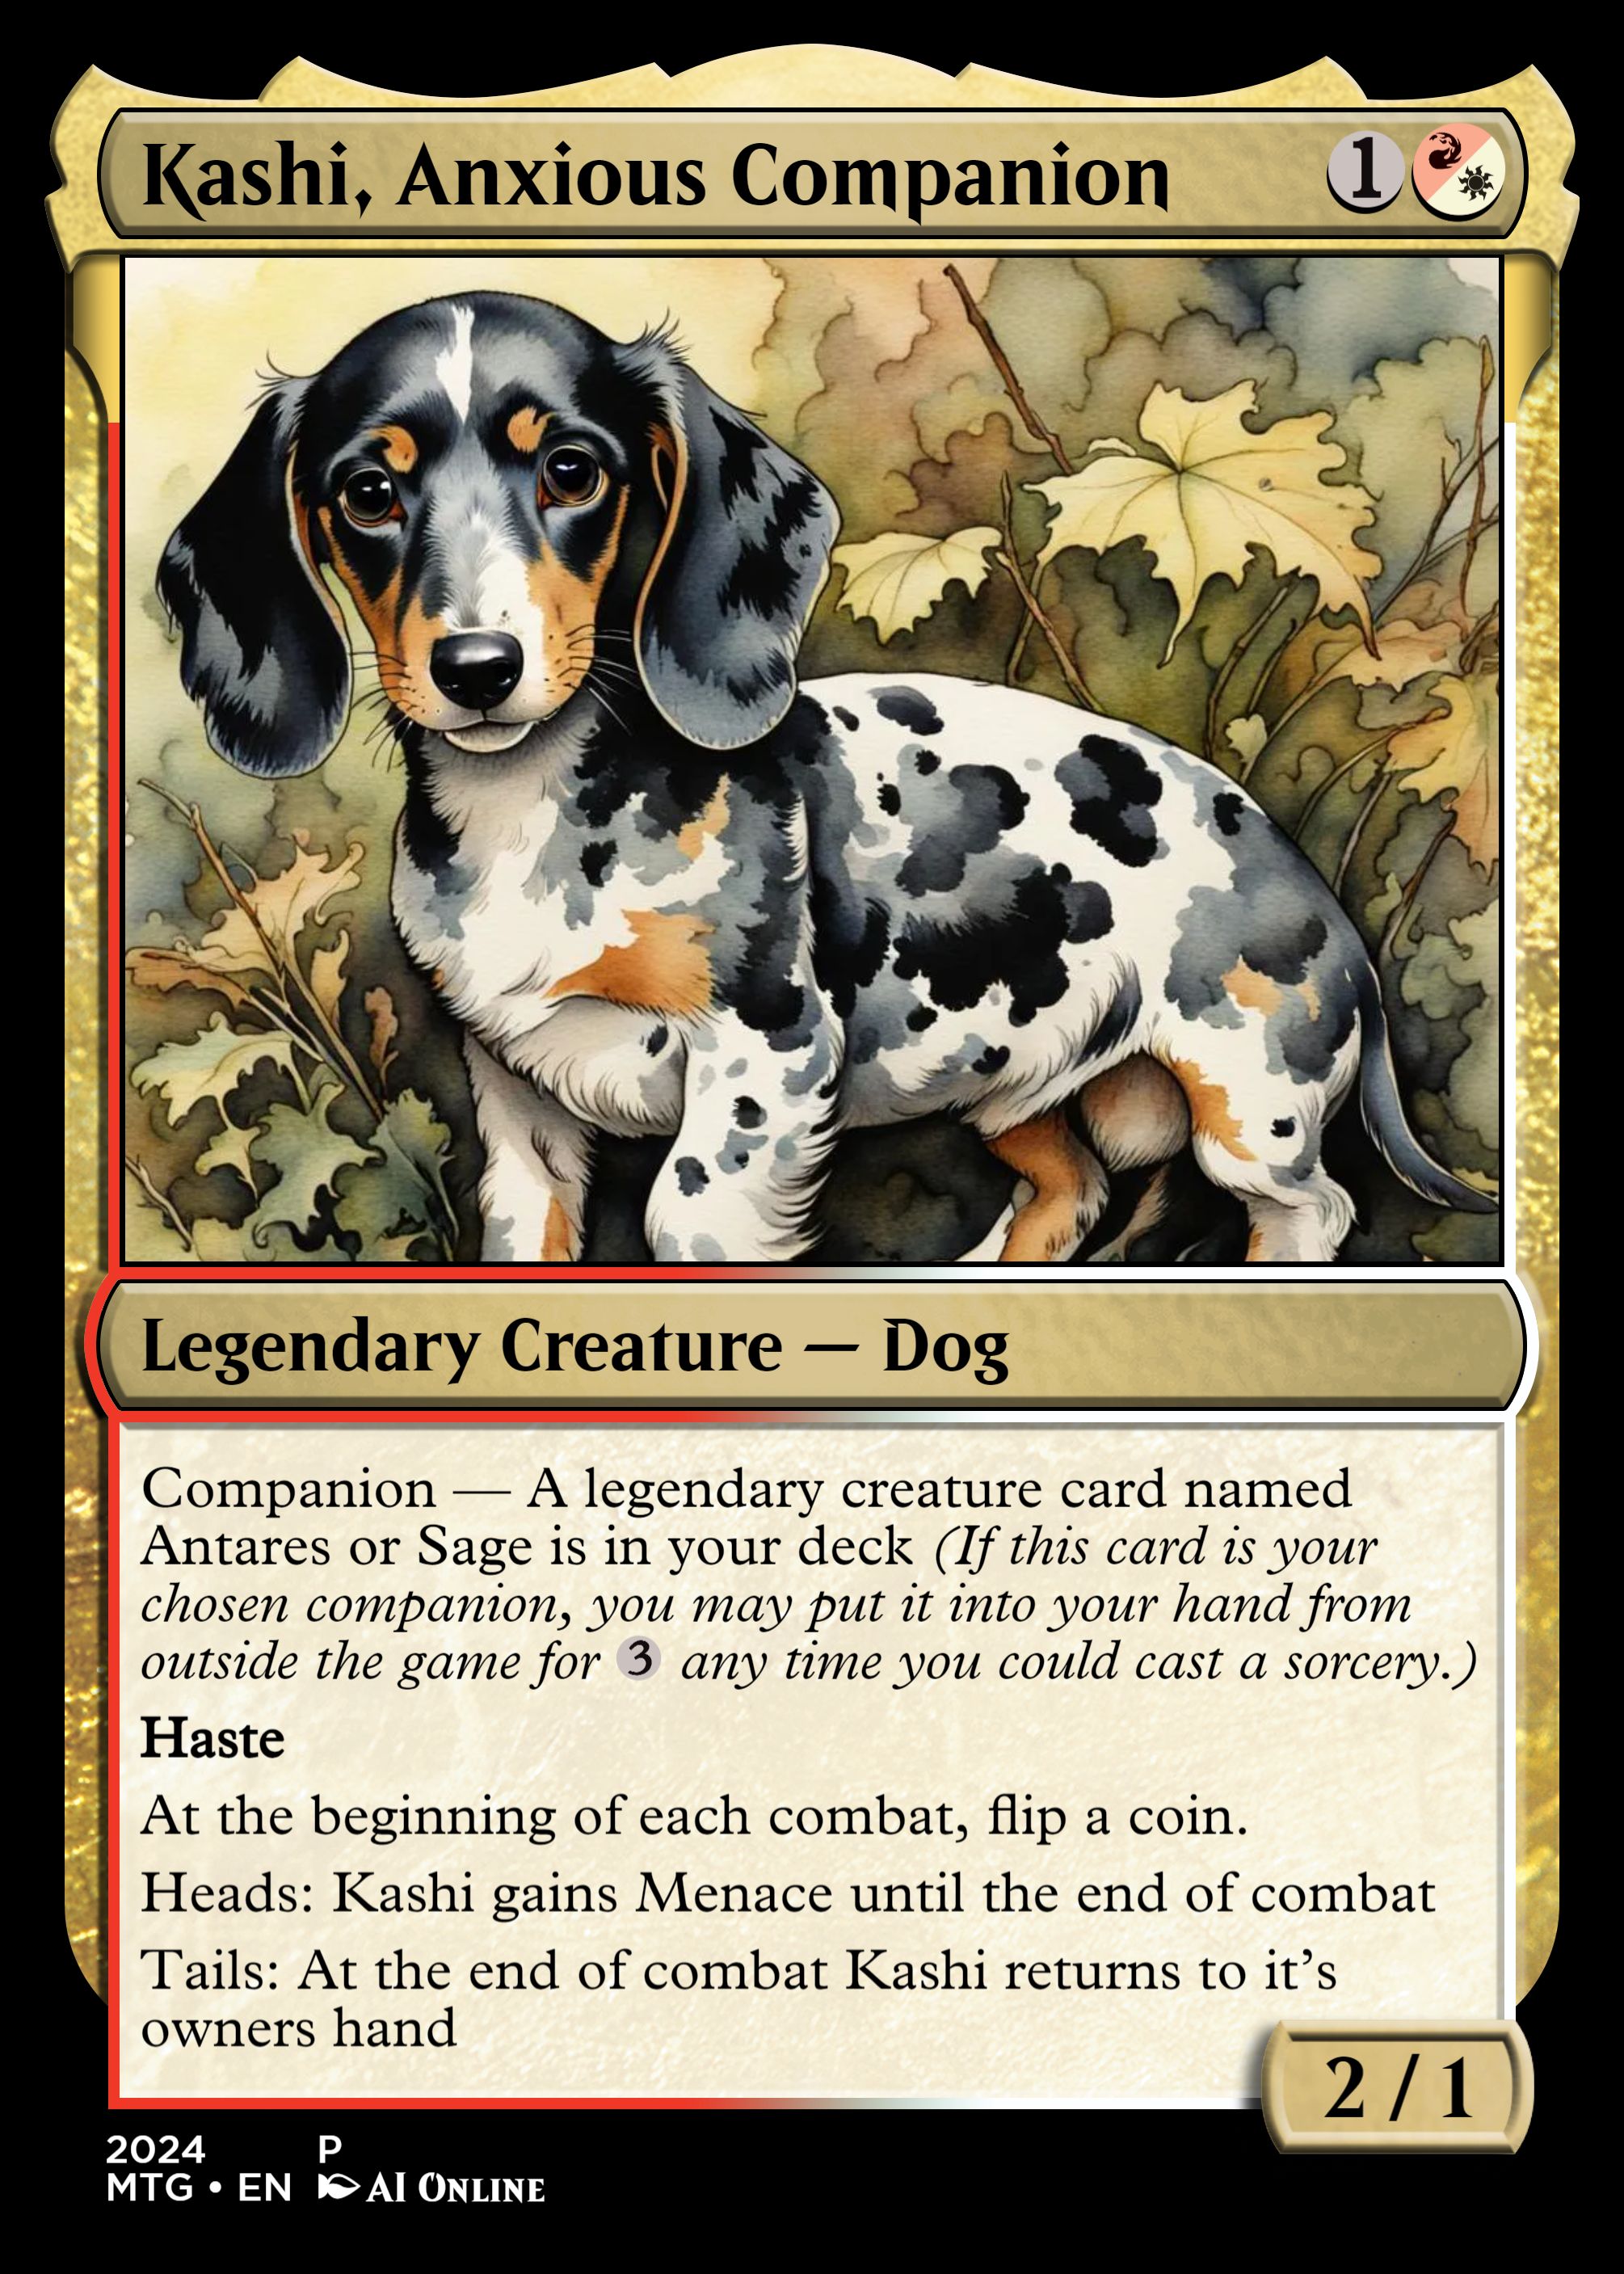 Kashi, Anxious Companion 1
Legendary Creature — Dog
Companion — A legendary creature card named
Antares or Sage is in your deck (If this card is your
chosen companion, you may put it into your hand from
outside the game for 3 any time you could cast a sorcery.)
Haste
At the beginning of each combat, flip a coin.
Heads: Kashi gains Menace until the end of combat
Tails: At the end of combat Kashi returns to it's
owners hand
2 / 1
2024 P
MTG • EN AI Online